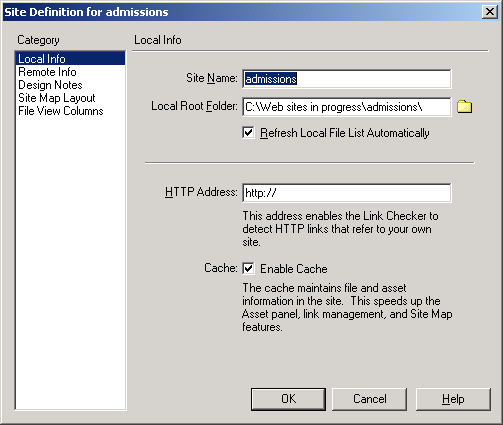 Site Definition for admissions
Category
Local Info
Remote Info
Design Notes
Site Map Layout
File View Columns
Local Info
Site Name: admissions
Local Root Folder: C:\Web sites in progress\admissions\
Refresh Local File List Automatically
HTTP Address: http://
This address enables the Link Checker to
detect HTTP links that refer to your own
site.
Cache: Enable Cache
The cache maintains file and asset
information in the site. This speeds up the
Asset panel, link management, and Site Map
features.
OK Cancel Help